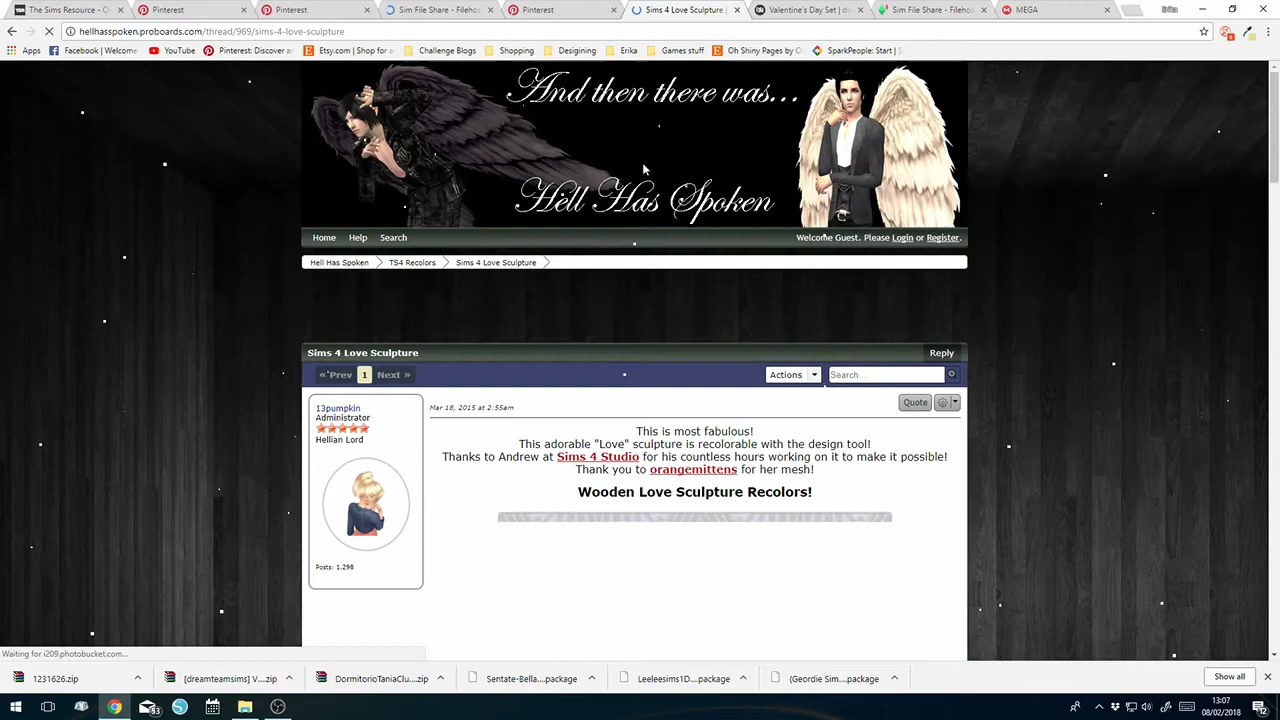 The Sims Resource - O
Pinterest
Pinterest
Sim File Share - Fileho
Pinterest
Sims 4 Love Sculpture |
Valentine's Day Set | d
Sim File Share - Fileho
MEGA
Erika
hellhasspoken.proboards.com/thread/969/sims-4-love-sculpture
Apps
Facebook | Welcome
YouTube
Pinterest: Discover an
Etsy.com | Shop for a
Challenge Blogs
Shopping
Desigining
Erika
Games stuff
Oh Shiny Pages by O
SparkPeople: Start | S
And then there was...
Hell Has Spoken
Home Help Search
Welcome Guest. Please Login or Register.
Hell Has Spoken TS4 Recolors Sims 4 Love Sculpture
Sims 4 Love Sculpture
Reply
« Prev 1 Next »
Actions
Search...
13pumpkin
Administrator
Hellian Lord
Posts: 1,298
Mar 18, 2015 at 2:55am
Quote
This is most fabulous!
This adorable "Love" sculpture is recolorable with the design tool!
Thanks to Andrew at Sims 4 Studio for his countless hours working on it to make it possible!
Thank you to orangemittens for her mesh!
Wooden Love Sculpture Recolors!
Waiting for i209.photobucket.com...
1231626.zip
[dreamteamsims] V....zip
DormitorioTaniaClu....zip
Sentate-Bella....package
Leeleesims1D....package
(Geordie Sim....package
Show all
13:07
08/02/2018